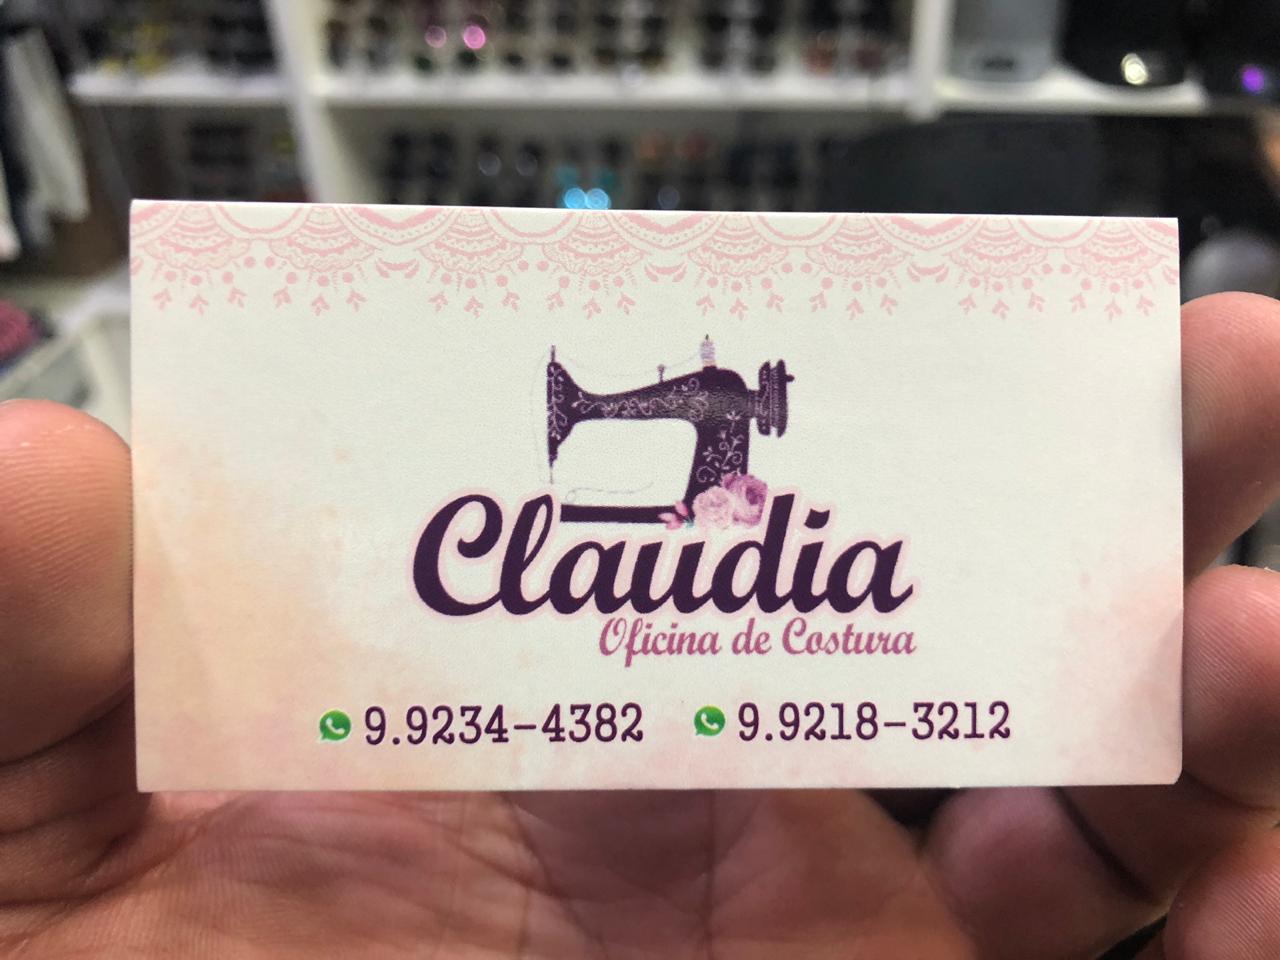 Claudia
Oficina de Costura
9.9234-4382 9.9218-3212